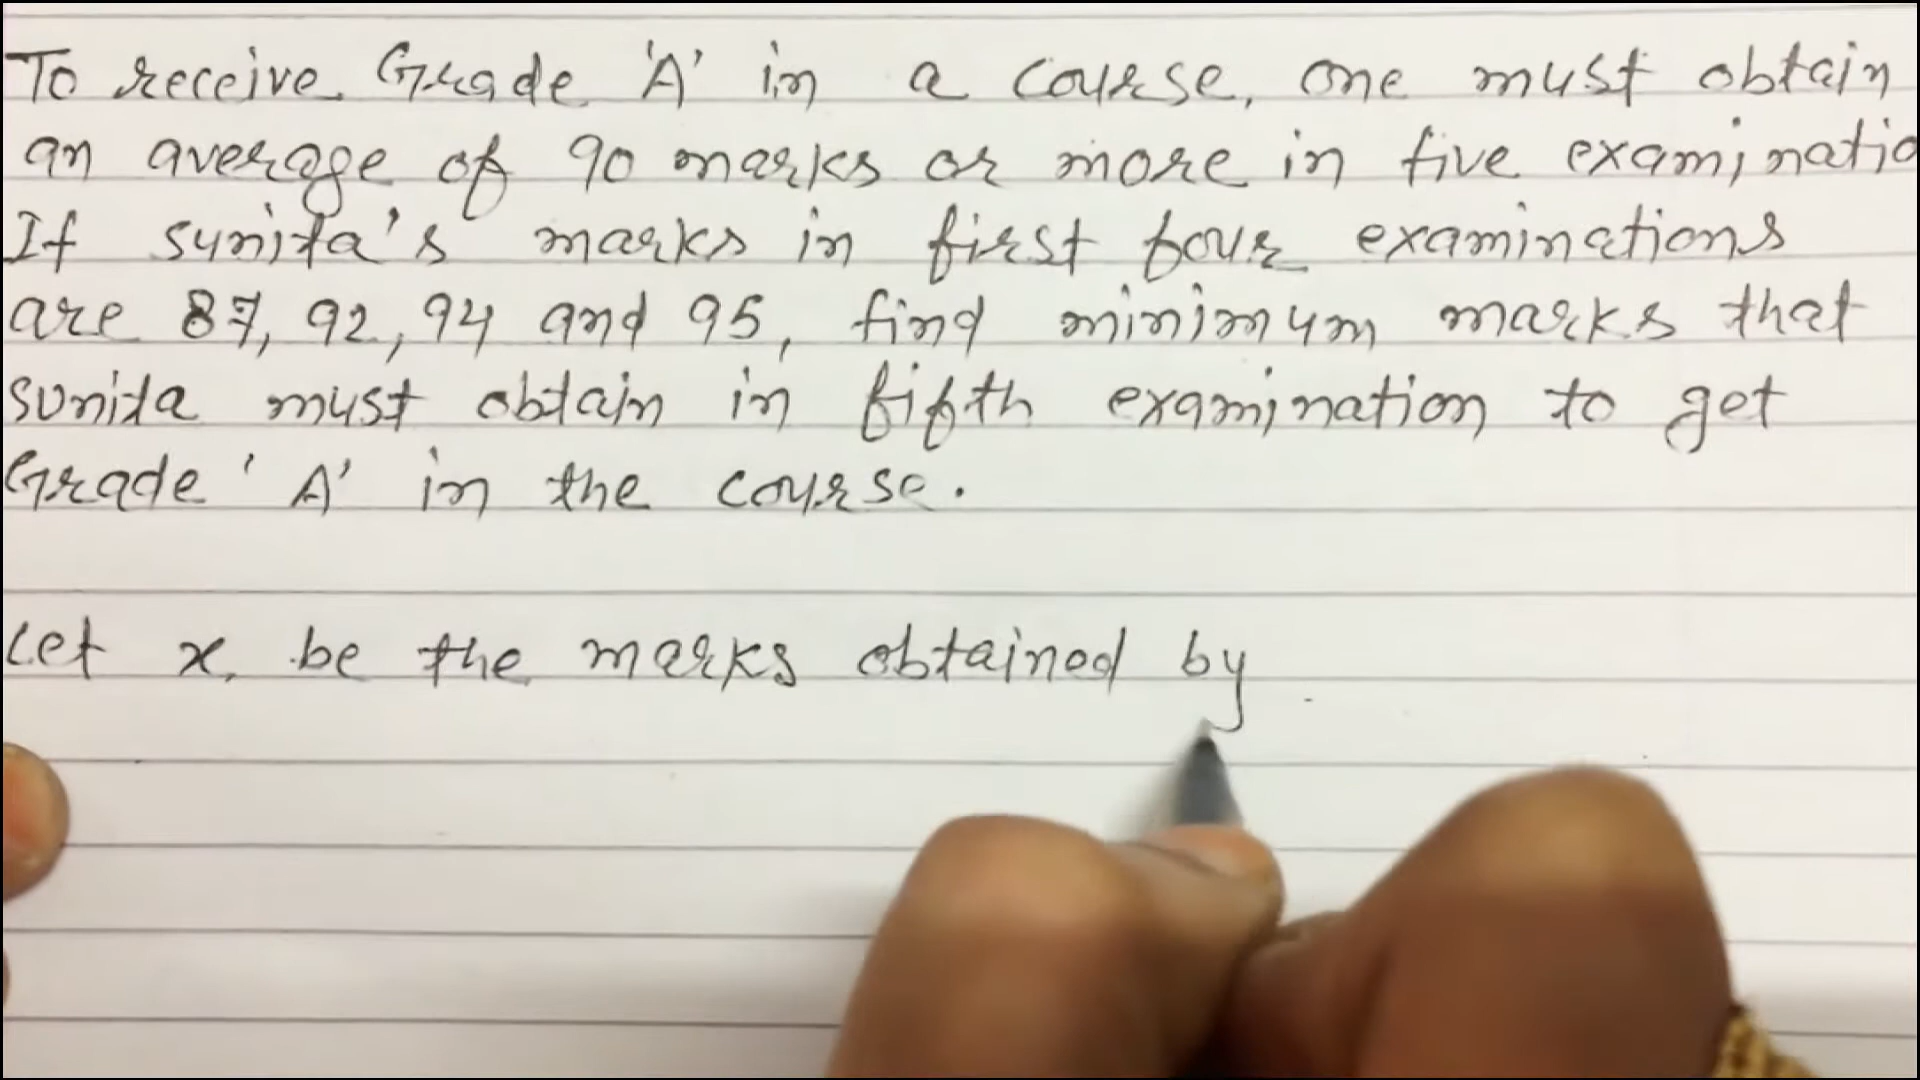 To receive Grade 'A' in a course, one must obtain
an average of 90 marks or more in five examinatio
If sunita's marks in first four examinations
are 87, 92, 94 and 95, find minimum marks that
sunita must obtain in fifth examination to get
Grade 'A' in the course.
Let x be the marks obtained by